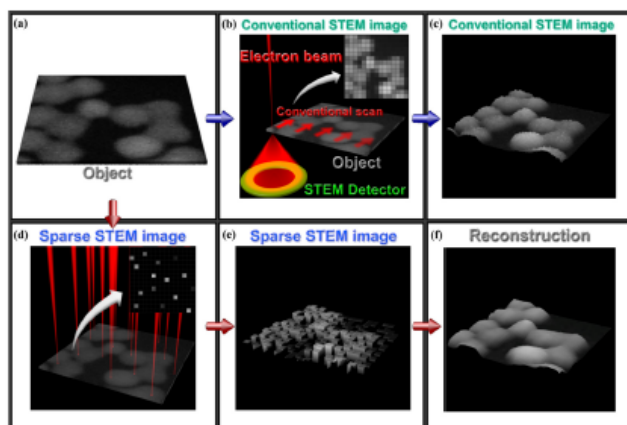 (a)
Object
(b)
Conventional STEM image
Electron beam
Conventional scan
Object
STEM Detector
(c)
Conventional STEM image
(d)
Sparse STEM image
(e)
Sparse STEM image
(f)
Reconstruction